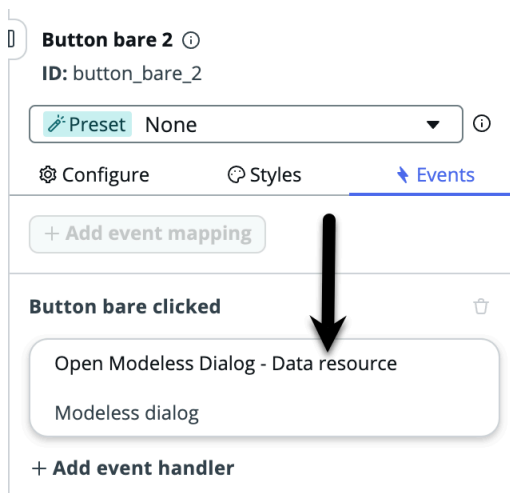 Button bare 2
ID: button_bare_2
Preset None
Configure Styles Events
+ Add event mapping
Button bare clicked
Open Modeless Dialog - Data resource
Modeless dialog
+ Add event handler